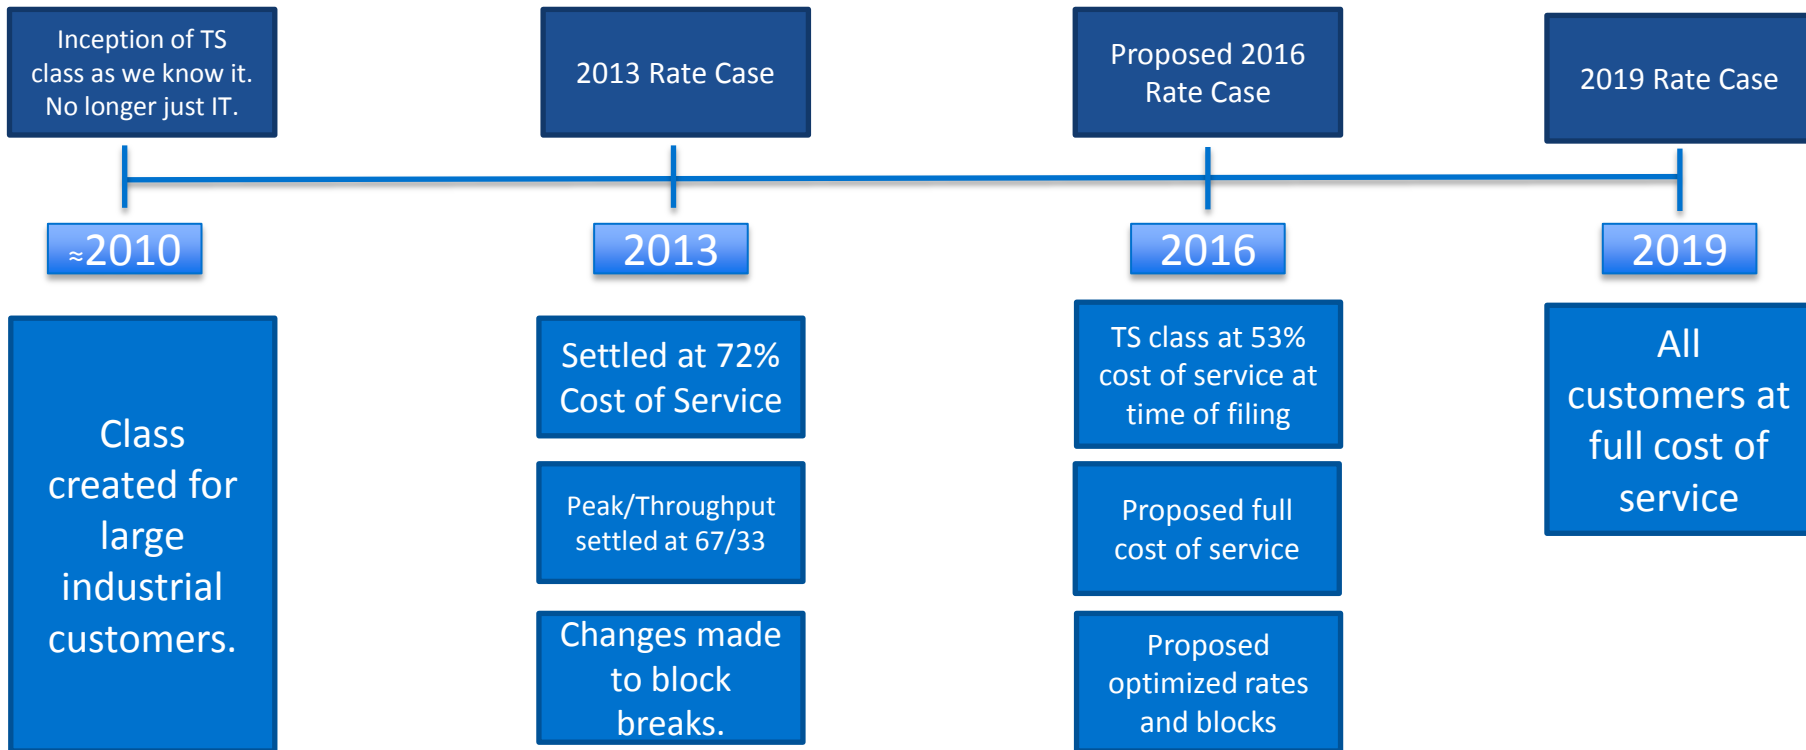 Inception of TS
class as we know it.
No longer just IT.
2013 Rate Case
Proposed 2016
Rate Case
2019 Rate Case
≈2010
2013
2016
2019
Class
created for
large
industrial
customers.
Settled at 72%
Cost of Service
Peak/Throughput
settled at 67/33
Changes made
to block
breaks.
TS class at 53%
cost of service at
time of filing
Proposed full
cost of service
Proposed
optimized rates
and blocks
All
customers at
full cost of
service